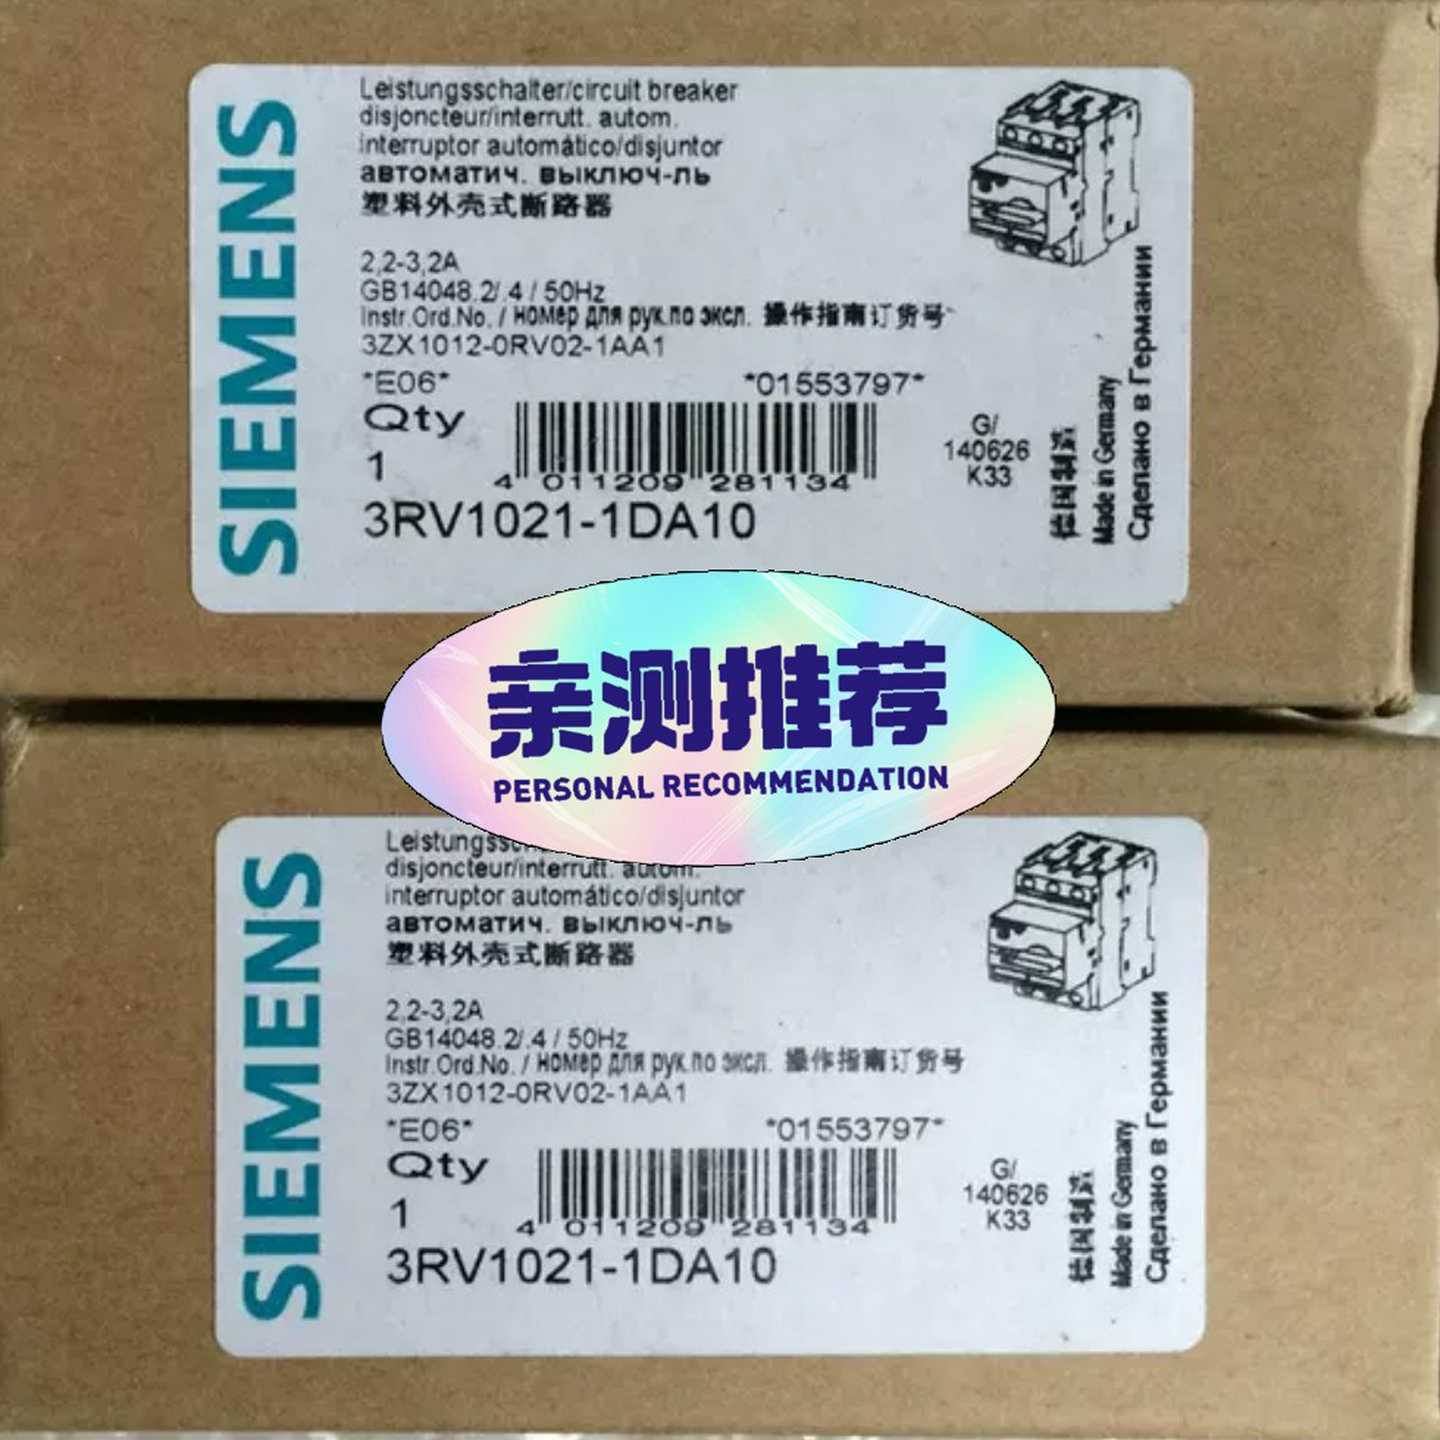 SIEMENS
Leistungsschalter/circuit breaker
disjoncteur/interrutt. autom.
interruptor automático/disjuntor
автоматич. выключ-ль
塑料外壳式断路器
2,2-3,2A
GB14048.2/.4 / 50Hz
Instr.Ord.No. / номер для рук.по эксл. 操作指南订货号
3ZX1012-0RV02-1AA1
*E06* *01553797*
Qty
1
4 011209 281134
3RV1021-1DA10
G/
140626
K33
德国制造
Made in Germany
Сделано в Германии
亲测推荐
PERSONAL RECOMMENDATION
SIEMENS
disjoncteur/interrutt. autom.
interruptor automático/disjuntor
автоматич. выключ-ль
塑料外壳式断路器
2,2-3,2A
GB14048.2/.4 / 50Hz
Instr.Ord.No. / номер для рук.по эксл. 操作指南订货号
3ZX1012-0RV02-1AA1
*E06* *01553797*
Qty
1
4 011209 281134
3RV1021-1DA10
G/
140626
K33
德国制造
Made in Germany
Сделано в Германии